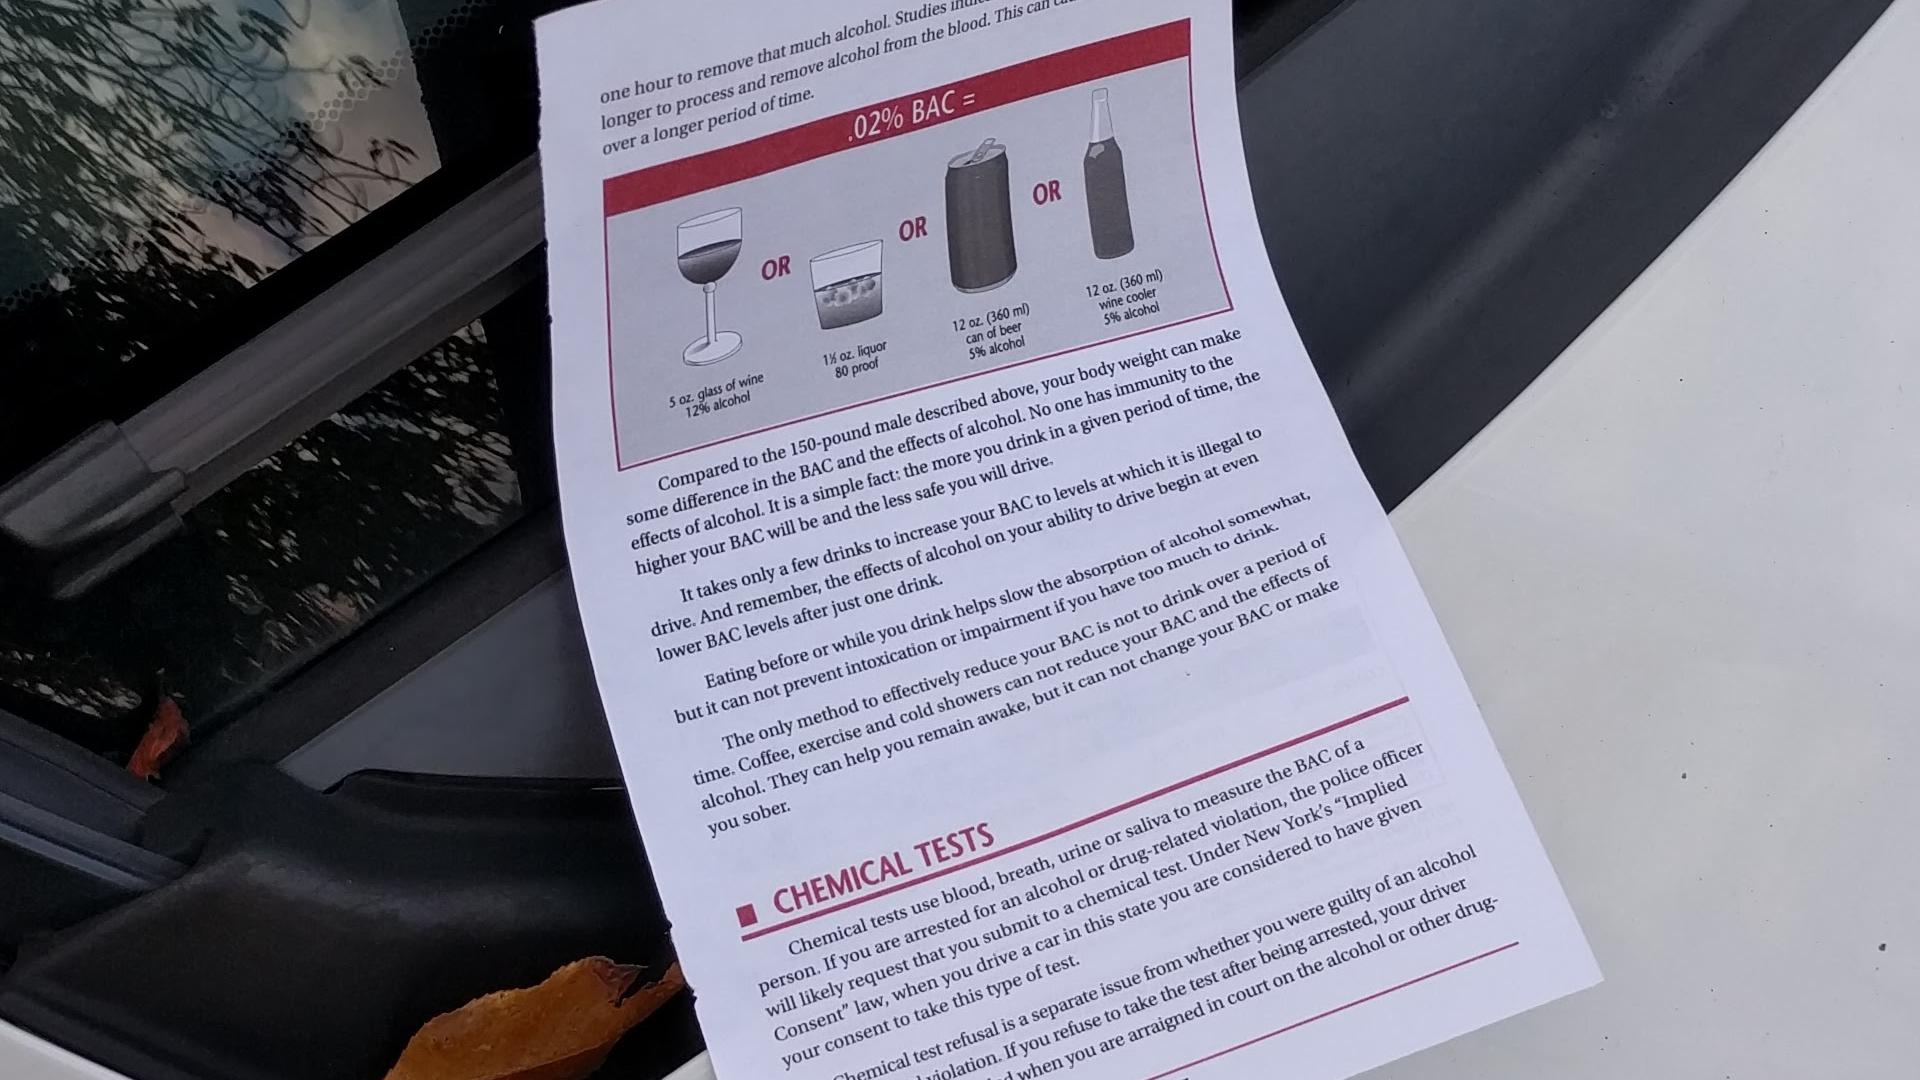 one hour to remove that much alcohol. Studies
longer to process and remove alcohol from the blood. This can
over a longer period of time.
.02% BAC =
OR
OR
OR
5 oz. glass of wine
12% alcohol
1½ oz. liquor
80 proof
12 oz. (360 ml)
can of beer
5% alcohol
12 oz. (360 ml)
wine cooler
5% alcohol
Compared to the 150-pound male described above, your body weight can make
some difference in the BAC and the effects of alcohol. No one has immunity to the
effects of alcohol. It is a simple fact: the more you drink in a given period of time, the
higher your BAC will be and the less safe you will drive.
It takes only a few drinks to increase your BAC to levels at which it is illegal to
drive. And remember, the effects of alcohol on your ability to drive begin at even
lower BAC levels after just one drink.
Eating before or while you drink helps slow the absorption of alcohol somewhat,
but it can not prevent intoxication or impairment if you have too much to drink.
The only method to effectively reduce your BAC is not to drink over a period of
time. Coffee, exercise and cold showers can not reduce your BAC and the effects of
alcohol. They can help you remain awake, but it can not change your BAC or make
you sober.
■ CHEMICAL TESTS
Chemical tests use blood, breath, urine or saliva to measure the BAC of a
person. If you are arrested for an alcohol or drug-related violation, the police officer
will likely request that you submit to a chemical test. Under New York's "Implied
Consent" law, when you drive a car in this state you are considered to have given
your consent to take this type of test.
Chemical test refusal is a separate issue from whether you were guilty of an alcohol
violation. If you refuse to take the test after being arrested, your driver
when you are arraigned in court on the alcohol or other drug-